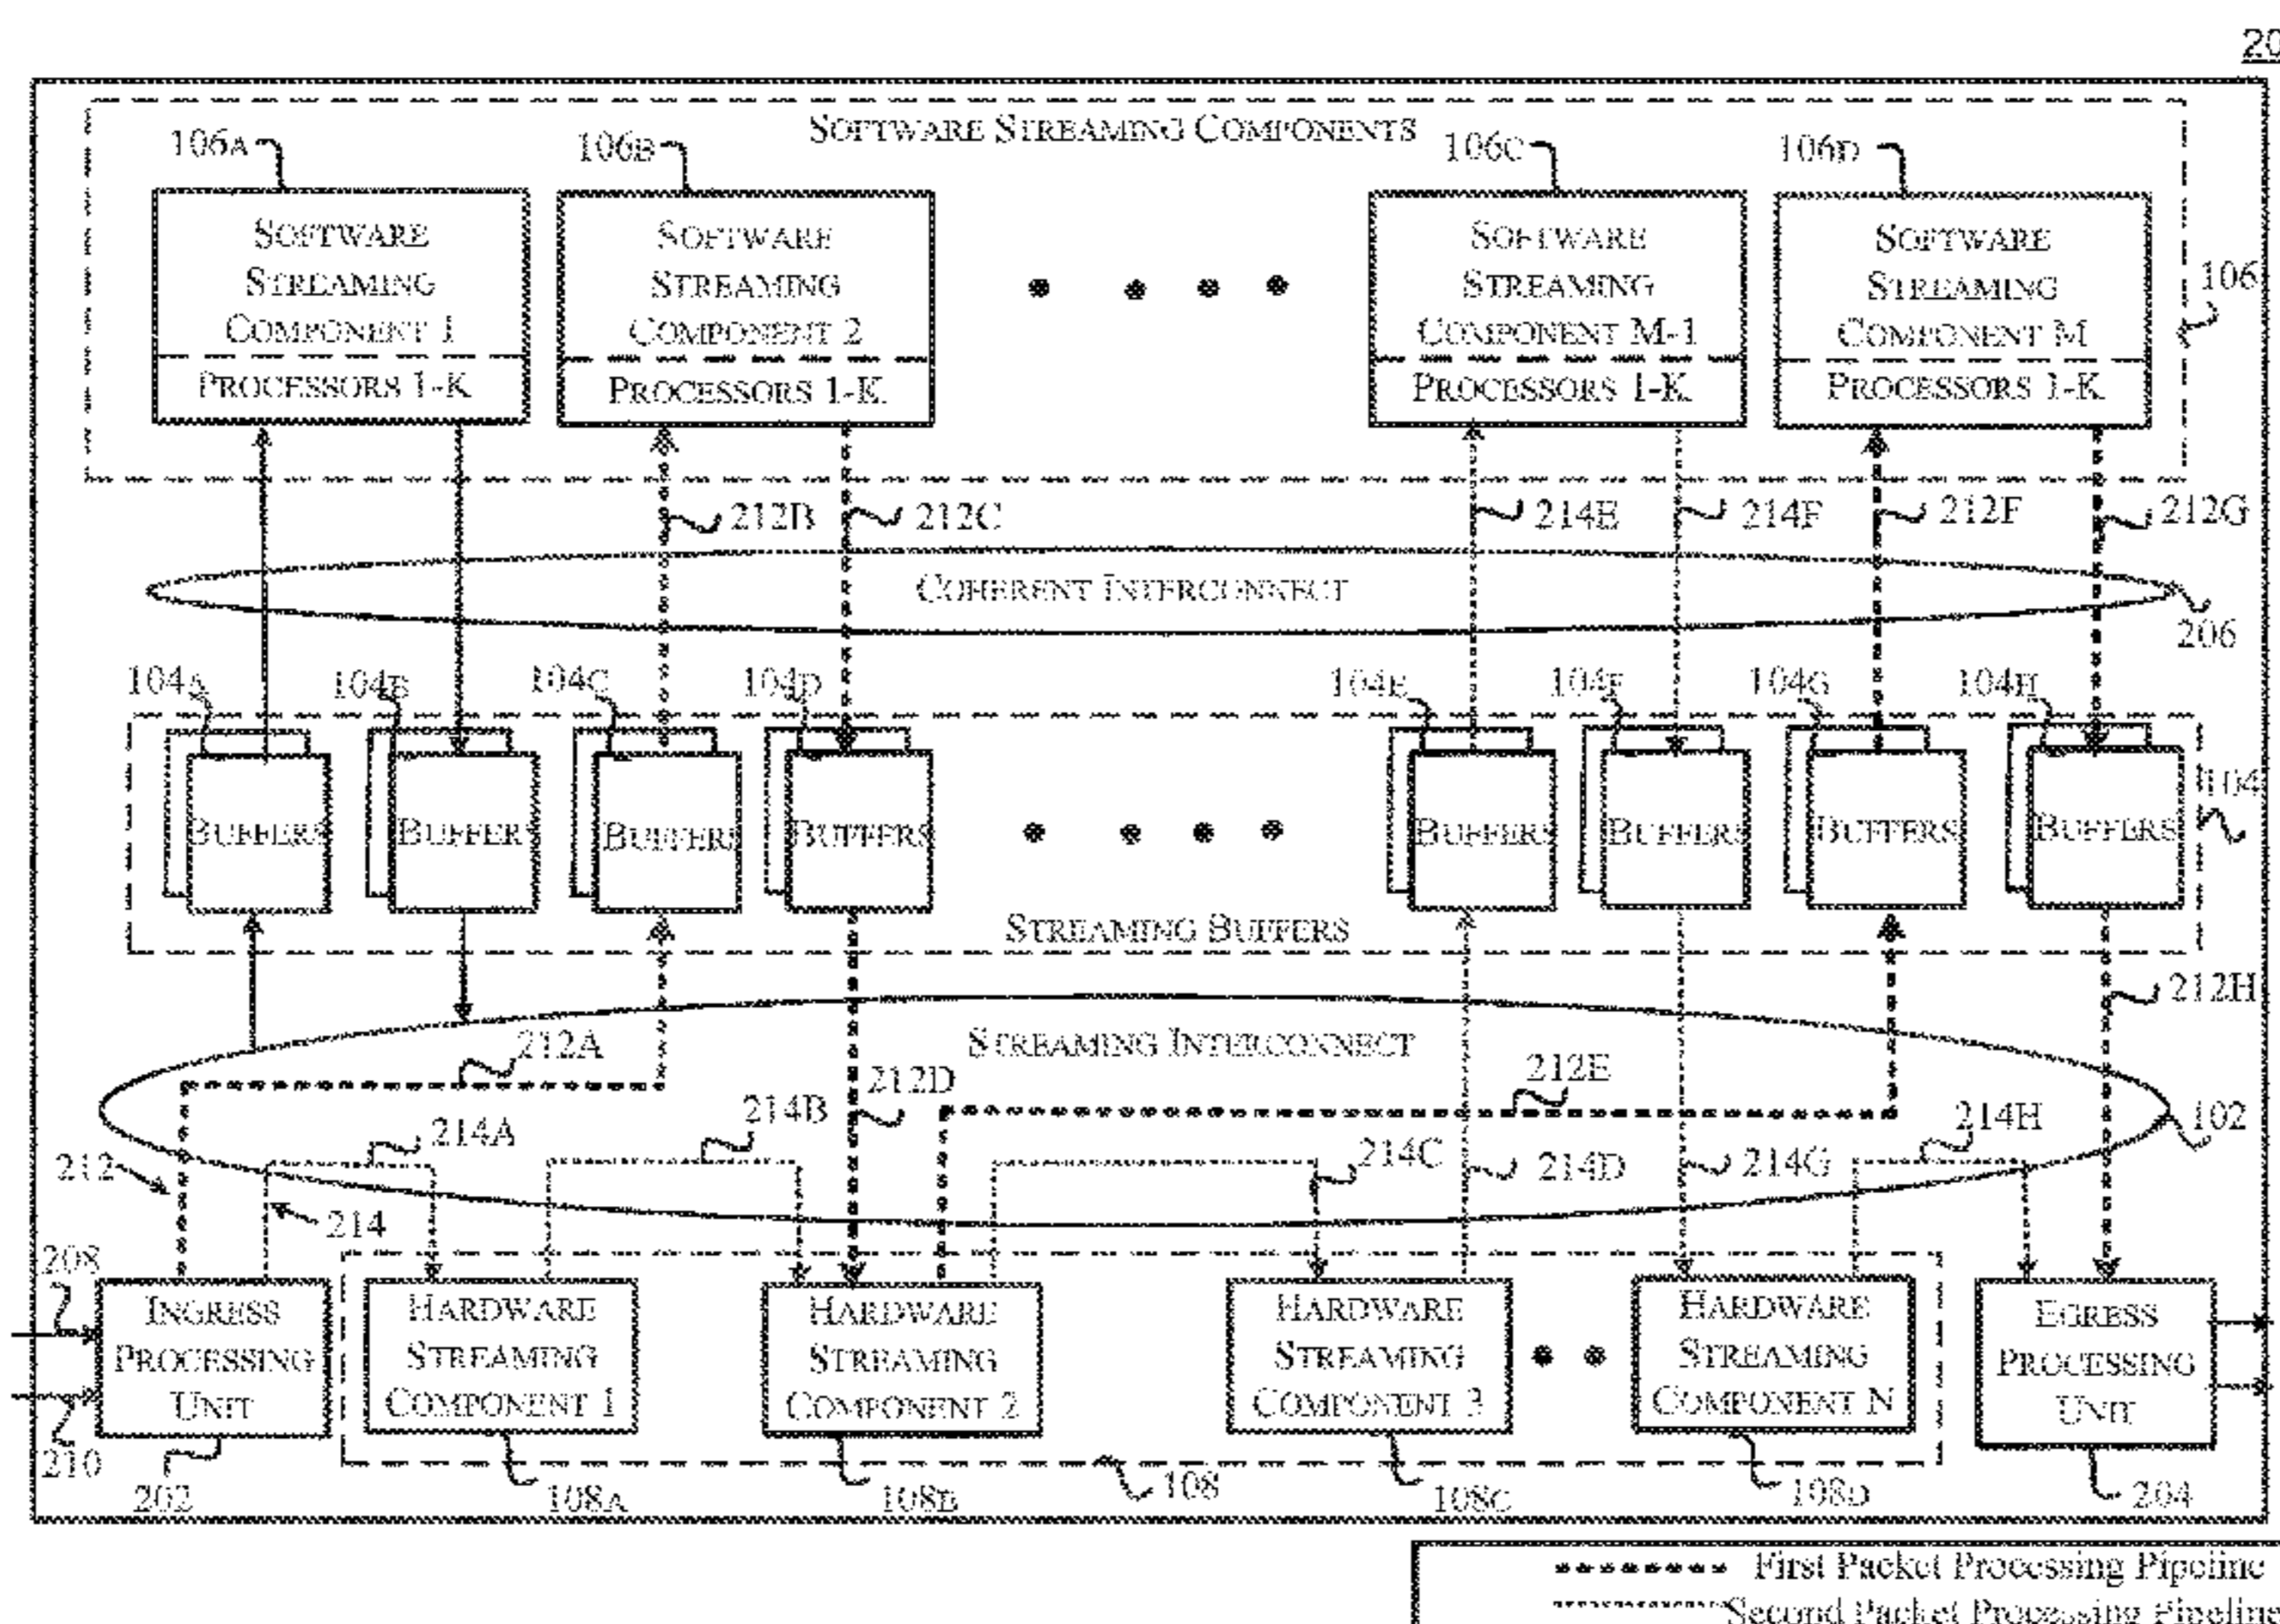 20
SOFTWARE STREAMING COMPONENTS
106A
106B
106C
106D
SOFTWARE
STREAMING
COMPONENT 1
PROCESSORS 1-K
SOFTWARE
STREAMING
COMPONENT 2
PROCESSORS 1-K
SOFTWARE
STREAMING
COMPONENT M-1
PROCESSORS 1-K
SOFTWARE
STREAMING
COMPONENT M
PROCESSORS 1-K
106
212B
212C
214E
214F
212F
212G
COHERENT INTERCONNECT
206
104A
104B
104C
104D
104E
104F
104G
104H
BUFFERS
BUFFERS
BUFFERS
BUFFERS
BUFFERS
BUFFERS
BUFFERS
BUFFERS
104
STREAMING BUFFERS
212H
STREAMING INTERCONNECT
212A
212D
212E
214A
214B
214C
214D
214G
214H
102
212
214
208
210
INGRESS
PROCESSING
UNIT
HARDWARE
STREAMING
COMPONENT 1
HARDWARE
STREAMING
COMPONENT 2
HARDWARE
STREAMING
COMPONENT 3
HARDWARE
STREAMING
COMPONENT N
EGRESS
PROCESSING
UNIT
202
108A
108B
108
108C
108D
204
First Packet Processing Pipeline
Second Packet Processing Pipeline